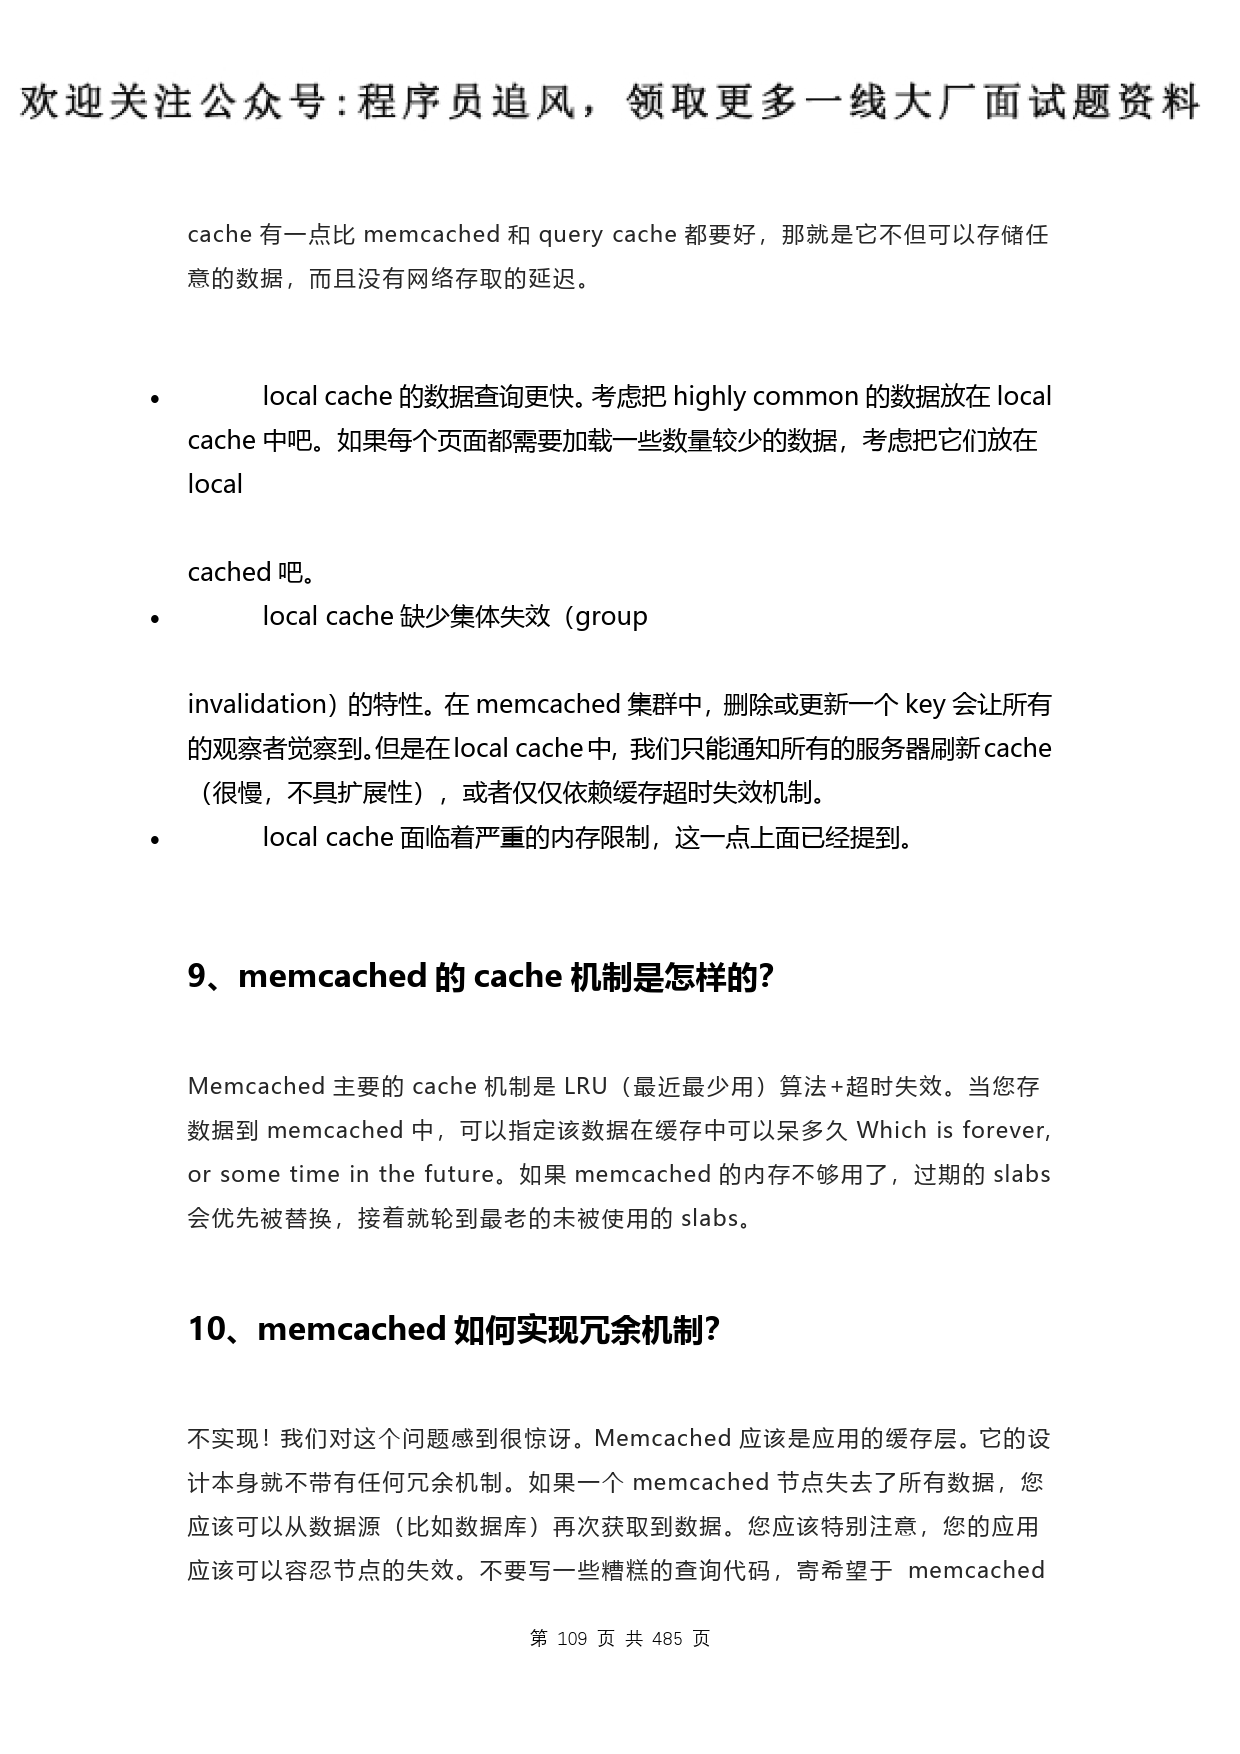 欢迎关注公众号:程序员追风，领取更多一线大厂面试题资料
cache 有一点比 memcached 和 query cache 都要好，那就是它不但可以存储任
意的数据，而且没有网络存取的延迟。
• local cache 的数据查询更快。考虑把 highly common 的数据放在 local
cache 中吧。如果每个页面都需要加载一些数量较少的数据，考虑把它们放在
local
cached 吧。
• local cache 缺少集体失效（group
invalidation）的特性。在 memcached 集群中，删除或更新一个 key 会让所有
的观察者觉察到。但是在 local cache 中, 我们只能通知所有的服务器刷新 cache
（很慢，不具扩展性），或者仅仅依赖缓存超时失效机制。
• local cache 面临着严重的内存限制，这一点上面已经提到。
9、memcached 的 cache 机制是怎样的？
Memcached 主要的 cache 机制是 LRU（最近最少用）算法+超时失效。当您存
数据到 memcached 中，可以指定该数据在缓存中可以呆多久 Which is forever,
or some time in the future。如果 memcached 的内存不够用了，过期的 slabs
会优先被替换，接着就轮到最老的未被使用的 slabs。
10、memcached 如何实现冗余机制？
不实现！我们对这个问题感到很惊讶。Memcached 应该是应用的缓存层。它的设
计本身就不带有任何冗余机制。如果一个 memcached 节点失去了所有数据，您
应该可以从数据源（比如数据库）再次获取到数据。您应该特别注意，您的应用
应该可以容忍节点的失效。不要写一些糟糕的查询代码，寄希望于 memcached
第 109 页 共 485 页